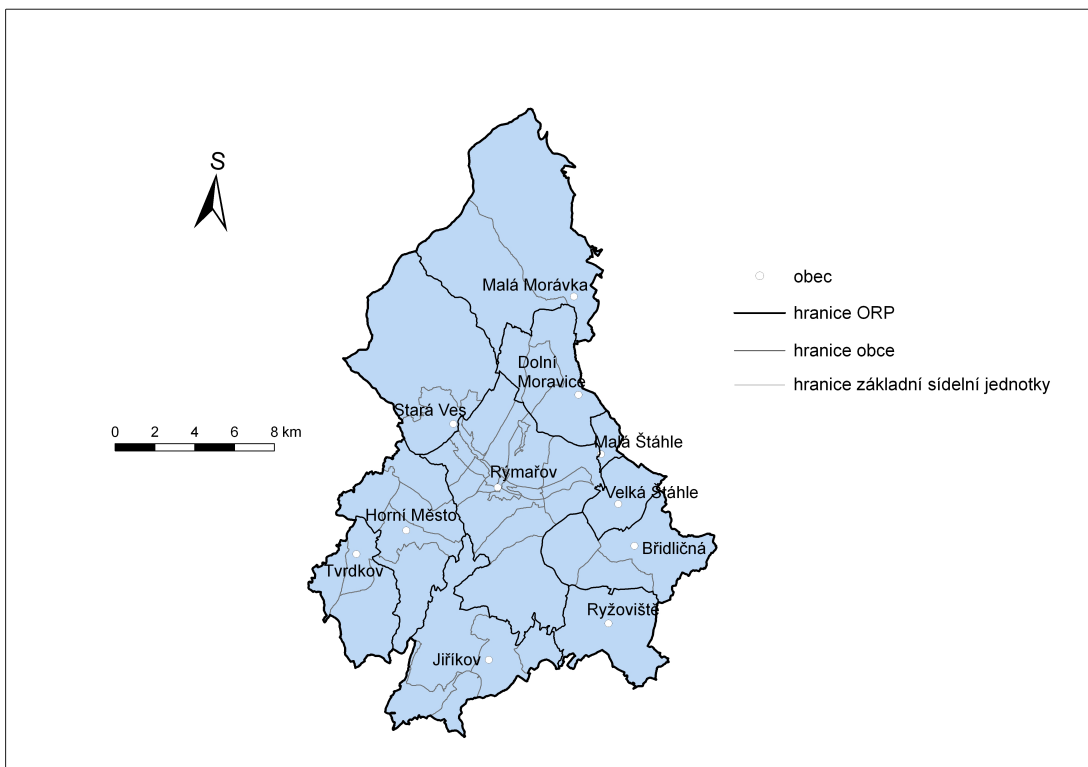 S
Malá Morávka
obec
hranice ORP
hranice obce
hranice základní sídelní jednotky
Dolní
Moravice
Stará Ves
0 2 4 6 8 km
Malá Štáhle
Rýmařov
Velká Štáhle
Horní Město
Břidličná
Tvrdkov
Ryžoviště
Jiříkov